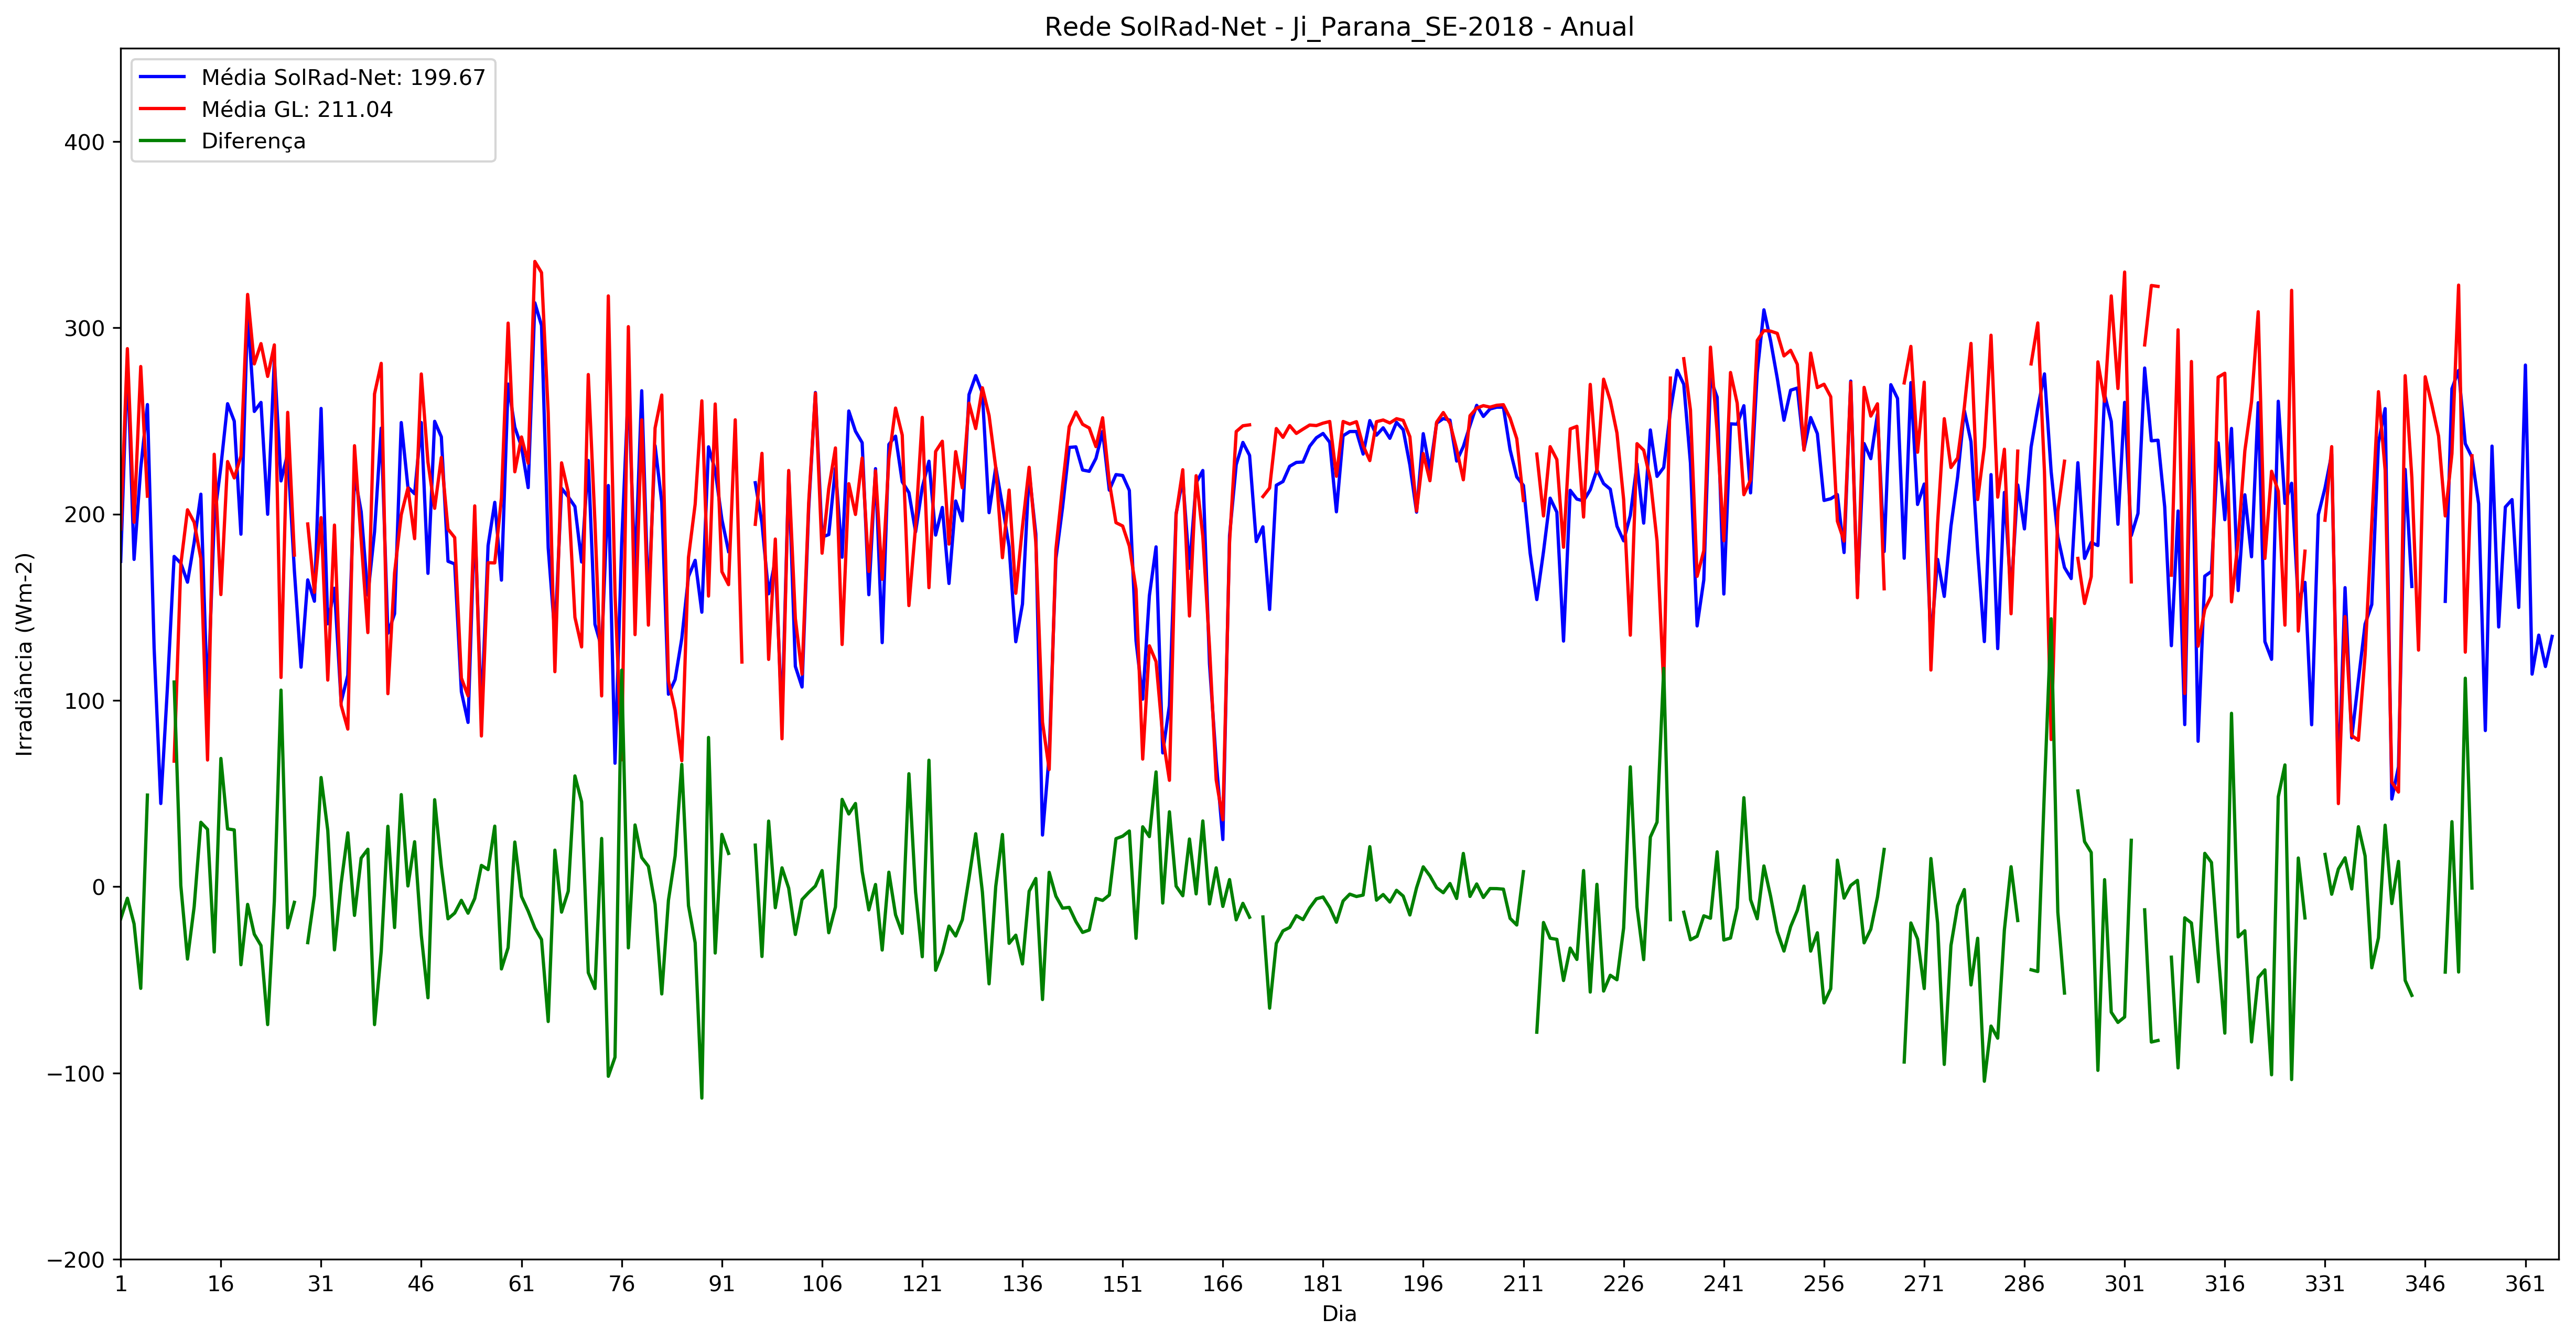 Rede SolRad-Net - Ji_Parana_SE-2018 - Anual
Média SolRad-Net: 199.67
Média GL: 211.04
Diferença
400
300
200
100
0
−100
−200
Irradiância (Wm-2)
1 16 31 46 61 76 91 106 121 136 151 166 181 196 211 226 241 256 271 286 301 316 331 346 361
Dia